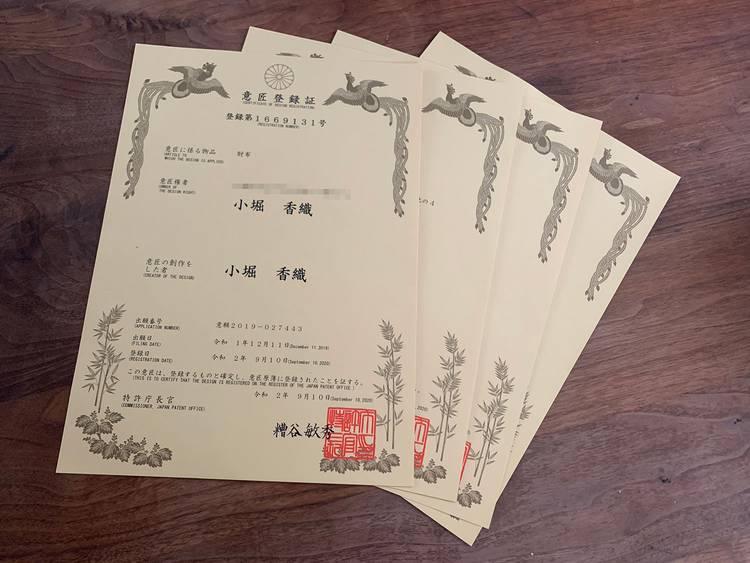 意匠登録証
(CERTIFICATE OF DESIGN REGISTRATION)
登録第1669131号
(REGISTRATION NUMBER)
意匠に係る物品 財布
(ARTICLE TO
WHICH THE DESIGN IS APPLIED)
意匠権者
(OWNER OF
THE DESIGN RIGHT)
小堀 香織
意匠の創作を
した者
(CREATOR OF THE DESIGN)
小堀 香織
出願番号 意願2019-027443
(APPLICATION NUMBER)
出願日 令和 1年12月11日(December 11,2019)
(FILING DATE)
登録日 令和 2年 9月10日(September 10,2020)
(REGISTRATION DATE)
この意匠は、登録するものと確定し、意匠原簿に登録されたことを証する。
(THIS IS TO CERTIFY THAT THE DESIGN IS REGISTERED ON THE REGISTER OF THE JAPAN PATENT OFFICE.)
令和 2年 9月10日(September 10,2020)
特許庁長官
(COMMISSIONER, JAPAN PATENT OFFICE)
糟谷敏秀
の4